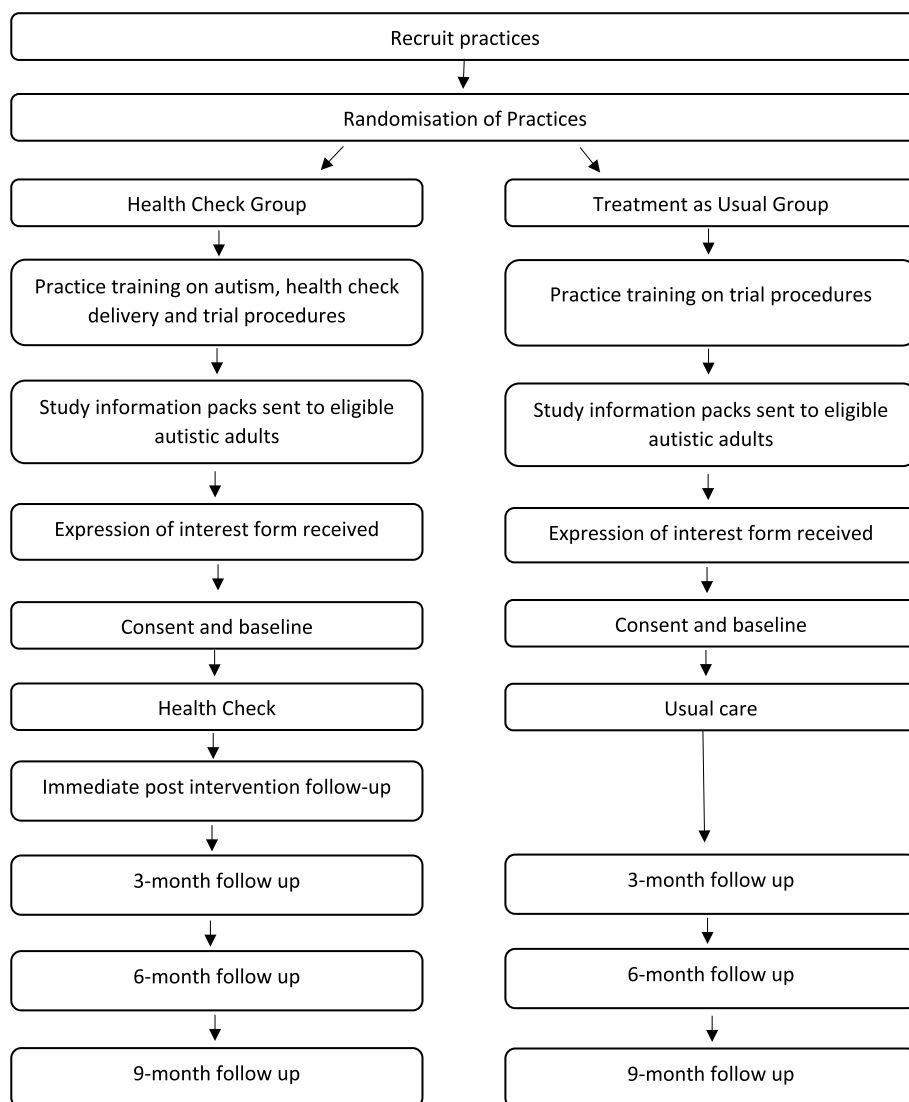 Recruit practices
Randomisation of Practices
Health Check Group
Treatment as Usual Group
Practice training on autism, health check
delivery and trial procedures
Practice training on trial procedures
Study information packs sent to eligible
autistic adults
Study information packs sent to eligible
autistic adults
Expression of interest form received
Expression of interest form received
Consent and baseline
Consent and baseline
Health Check
Usual care
Immediate post intervention follow-up
3-month follow up
3-month follow up
6-month follow up
6-month follow up
9-month follow up
9-month follow up